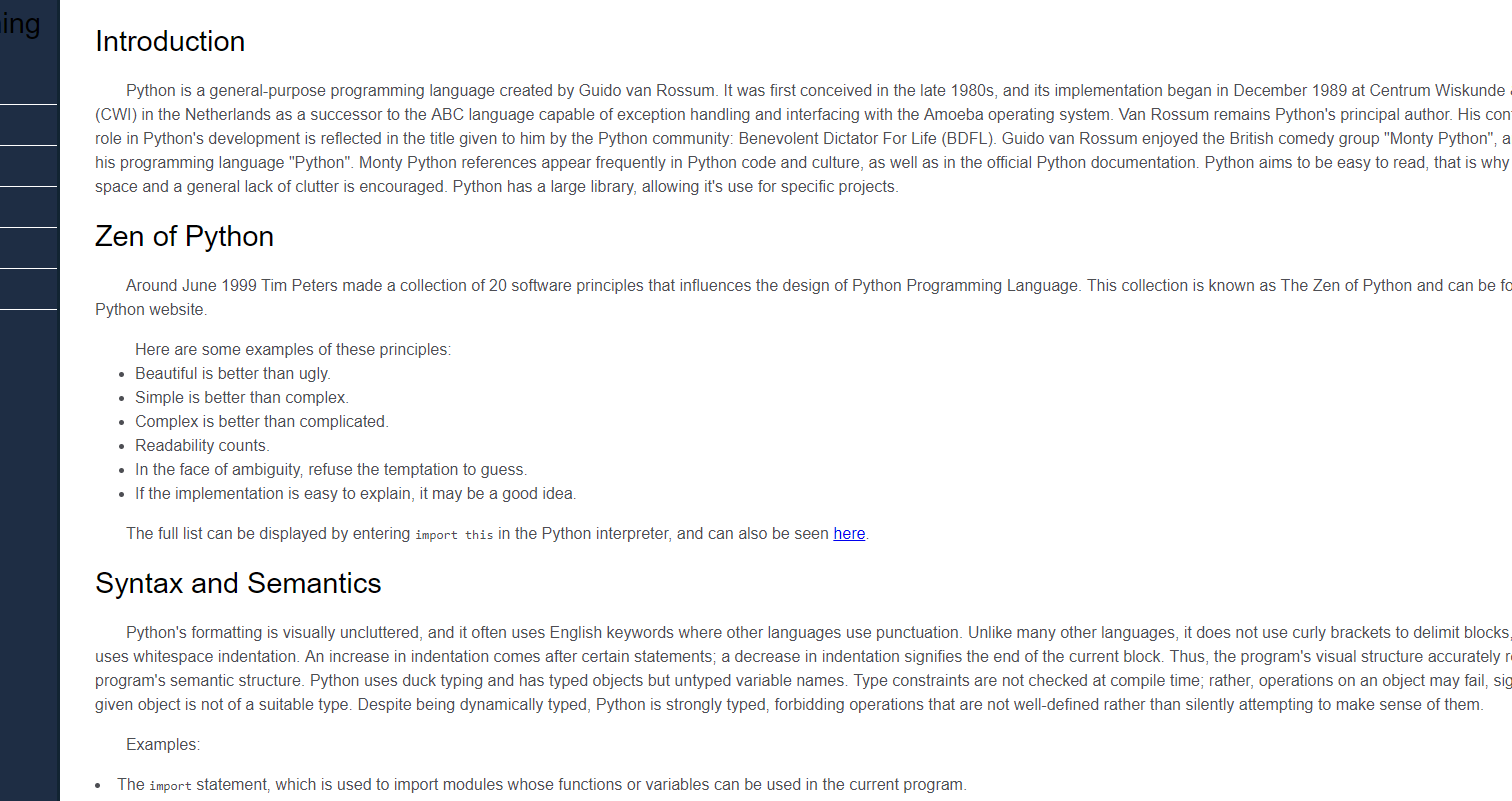 ing
Introduction
Python is a general-purpose programming language created by Guido van Rossum. It was first conceived in the late 1980s, and its implementation began in December 1989 at Centrum Wiskunde
(CWI) in the Netherlands as a successor to the ABC language capable of exception handling and interfacing with the Amoeba operating system. Van Rossum remains Python's principal author. His con
role in Python's development is reflected in the title given to him by the Python community: Benevolent Dictator For Life (BDFL). Guido van Rossum enjoyed the British comedy group "Monty Python", a
his programming language "Python". Monty Python references appear frequently in Python code and culture, as well as in the official Python documentation. Python aims to be easy to read, that is why
space and a general lack of clutter is encouraged. Python has a large library, allowing it's use for specific projects.
Zen of Python
Around June 1999 Tim Peters made a collection of 20 software principles that influences the design of Python Programming Language. This collection is known as The Zen of Python and can be fo
Python website.
Here are some examples of these principles:
• Beautiful is better than ugly.
• Simple is better than complex.
• Complex is better than complicated.
• Readability counts.
• In the face of ambiguity, refuse the temptation to guess.
• If the implementation is easy to explain, it may be a good idea.
The full list can be displayed by entering import this in the Python interpreter, and can also be seen here.
Syntax and Semantics
Python's formatting is visually uncluttered, and it often uses English keywords where other languages use punctuation. Unlike many other languages, it does not use curly brackets to delimit blocks,
uses whitespace indentation. An increase in indentation comes after certain statements; a decrease in indentation signifies the end of the current block. Thus, the program's visual structure accurately r
program's semantic structure. Python uses duck typing and has typed objects but untyped variable names. Type constraints are not checked at compile time; rather, operations on an object may fail, sig
given object is not of a suitable type. Despite being dynamically typed, Python is strongly typed, forbidding operations that are not well-defined rather than silently attempting to make sense of them.
Examples:
• The import statement, which is used to import modules whose functions or variables can be used in the current program.